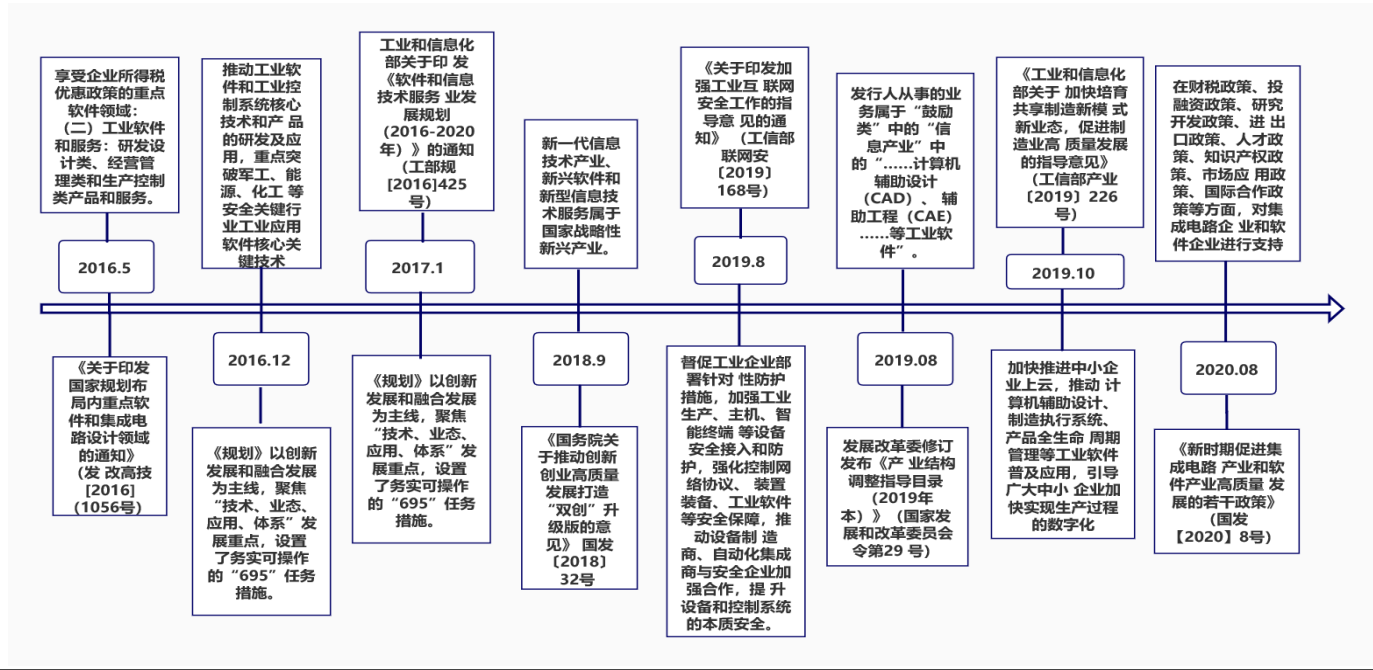 享受企业所得税
优惠政策的重点
软件领域：
（二）工业软件
和服务：研发设
计类、经营管
理类和生产控制
类产品和服务。
2016.5
《关于印发
国家规划布
局内重点软
件和集成电
路设计领域
的通知》
（发 改高技
[2016]
(1056号)
推动工业软
件和工业控
制系统核心
技术和产 品
的研发及应
用，重点突
破军工、能
源、化工 等
安全关键行
业工业应用
软件核心关
键技术
2016.12
《规划》以创新
发展和融合发展
为主线，聚焦
“技术、业态、
应用、体系”发
展重点，设置
了务实可操作
的“695”任务
措施。
工业和信息化
部关于印 发
《软件和信息
技术服务 业发
展规划
(2016-2020
年）》的通知
（工部规
[2016]425
号)
2017.1
《规划》以创新
发展和融合发展
为主线，聚焦
“技术、业态、
应用、体系”发
展重点，设置
了务实可操作
的“695”任务
措施。
新一代信息
技术产业、
新兴软件和
新型信息技
术服务属于
国家战略性
新兴产业。
2018.9
《国务院关
于推动创新
创业高质量
发展打造
“双创”升
级版的意
见》 国发
〔2018〕
32号
《关于印发加
强工业互 联网
安全工作的指
导意 见的通
知》 （工信部
联网安
〔2019〕
168号)
2019.8
督促工业企业部
署针对 性防护
措施，加强工业
生产、主机、智
能终端 等设备
安全接入和防
护，强化控制网
络协议、 装置
装备、工业软件
等安全保障，推
动设备制 造
商、自动化集成
商与安全企业加
强合作，提 升
设备和控制系统
的本质安全。
发行人从事的业
务属于“鼓励
类”中的“信
息产业”中
的“……计算机
辅助设计
（CAD）、 辅
助工程（CAE）
……等工业软
件”。
2019.08
发展改革委修订
发布《产 业结构
调整指导目录
（2019年
本）》（国家发
展和改革委员会
令第29 号）
《工业和信息化
部关于 加快培育
共享制造新模 式
新业态，促进制
造业高 质量发展
的指导意见》
（工信部产业
〔2019〕226
号）
2019.10
加快推进中小企
业上云，推动 计
算机辅助设计、
制造执行系统、
产品全生命 周期
管理等工业软件
普及应用，引导
广大中小 企业加
快实现生产过程
的数字化
在财税政策、投
融资政策、研究
开发政策、进 出
口政策、人才政
策、知识产权政
策、市场应 用政
策、国际合作政
策等方面，对集
成电路企 业和软
件企业进行支持
2020.08
《新时期促进集
成电路 产业和软
件产业高质量 发
展的若干政策》
（国发
【2020】8号）